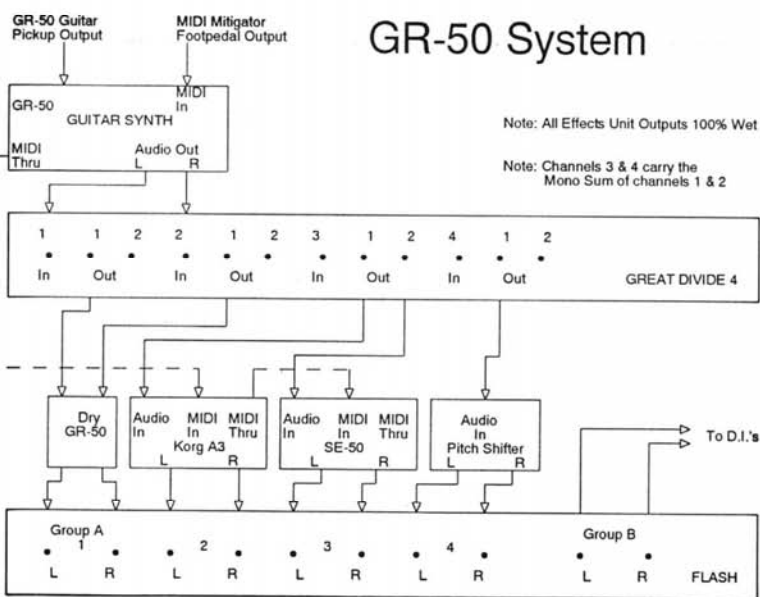 GR-50 System
GR-50 Guitar
Pickup Output
MIDI Mitigator
Footpedal Output
GR-50
MIDI
In
GUITAR SYNTH
MIDI
Thru
Audio Out
L R
Note: All Effects Unit Outputs 100% Wet
Note: Channels 3 & 4 carry the
Mono Sum of channels 1 & 2
1 1 2 2 1 2 3 1 2 4 1 2
In Out In Out In Out In Out
GREAT DIVIDE 4
Dry
GR-50
Audio
In
MIDI
In
MIDI
Thru
Korg A3
L R
Audio
In
MIDI
In
MIDI
Thru
SE-50
L R
Audio
In
Pitch Shifter
L R
To D.I.'s
Group A
1 2 3 4
L R L R L R L R
Group B
L R
FLASH